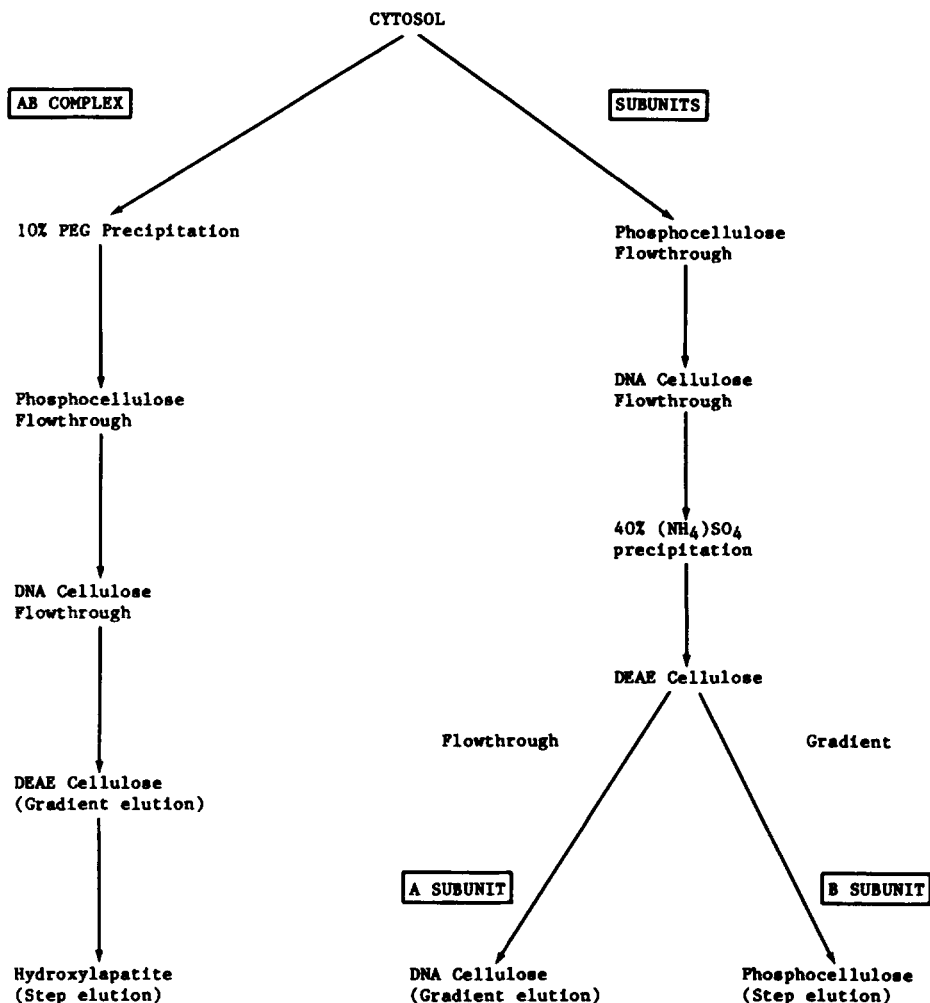 CYTOSOL
AB COMPLEX
SUBUNITS
10% PEG Precipitation
Phosphocellulose
Flowthrough
Phosphocellulose
Flowthrough
DNA Cellulose
Flowthrough
40% (NH4)SO4
precipitation
DNA Cellulose
Flowthrough
DEAE Cellulose
Flowthrough
Gradient
DEAE Cellulose
(Gradient elution)
A SUBUNIT
B SUBUNIT
Hydroxylapatite
(Step elution)
DNA Cellulose
(Gradient elution)
Phosphocellulose
(Step elution)